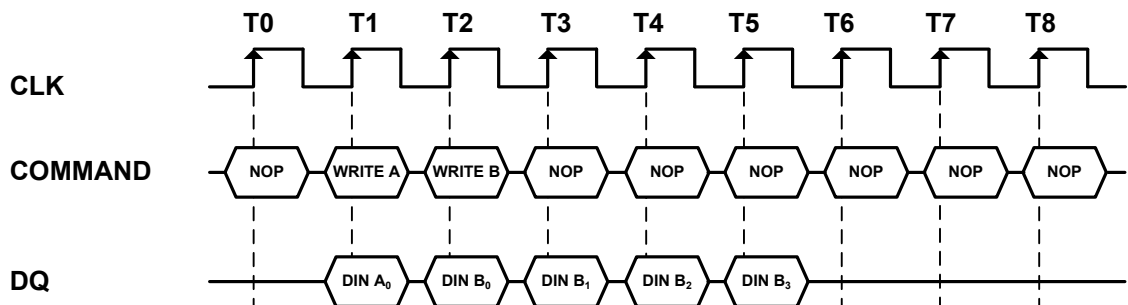 T0 T1 T2 T3 T4 T5 T6 T7 T8
CLK
COMMAND NOP WRITE A WRITE B NOP NOP NOP NOP NOP NOP
DQ DIN A₀ DIN B₀ DIN B₁ DIN B₂ DIN B₃